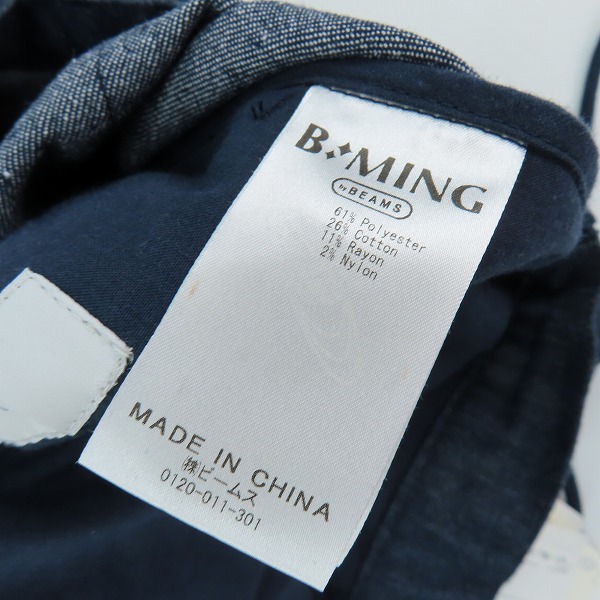 B✦✦MING
by BEAMS
61% Polyester
26% Cotton
11% Rayon
2% Nylon
MADE IN CHINA
㈱ビームス
0120-011-301